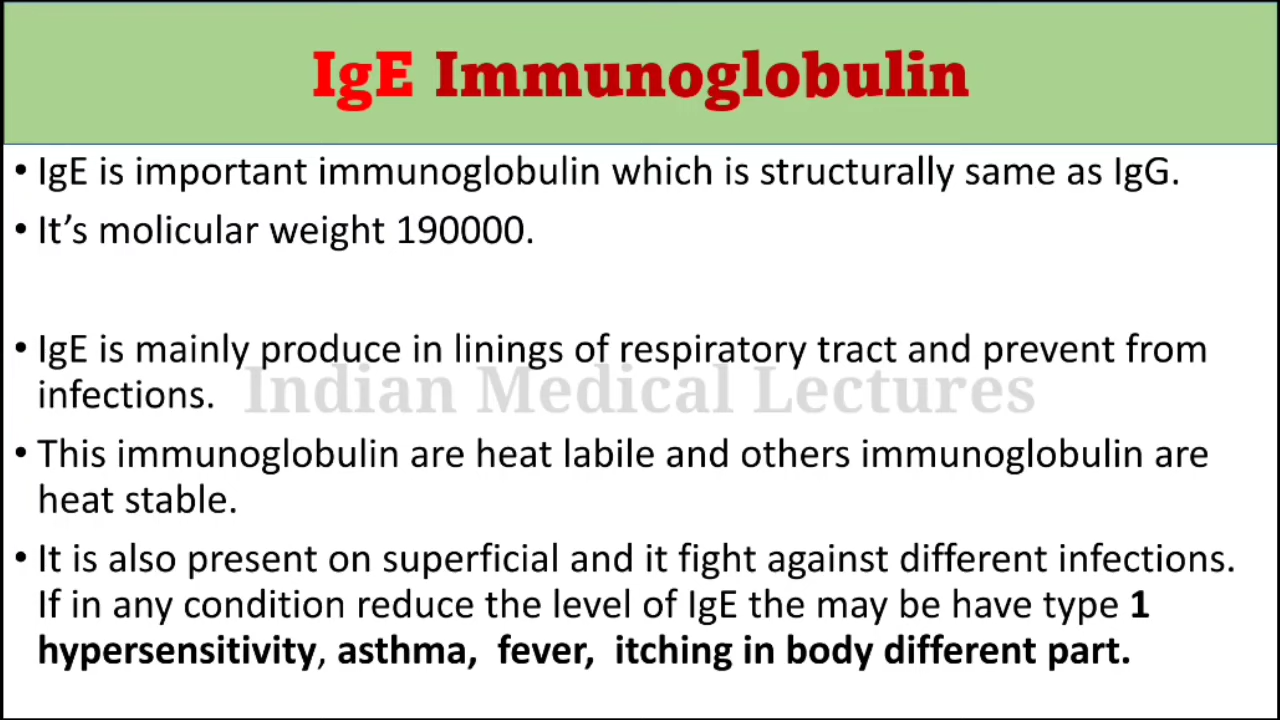 IgE Immunoglobulin
• IgE is important immunoglobulin which is structurally same as IgG.
• It’s molicular weight 190000.
• IgE is mainly produce in linings of respiratory tract and prevent from
infections.
Indian Medical Lectures
• This immunoglobulin are heat labile and others immunoglobulin are
heat stable.
• It is also present on superficial and it fight against different infections.
If in any condition reduce the level of IgE the may be have type 1
hypersensitivity, asthma, fever, itching in body different part.